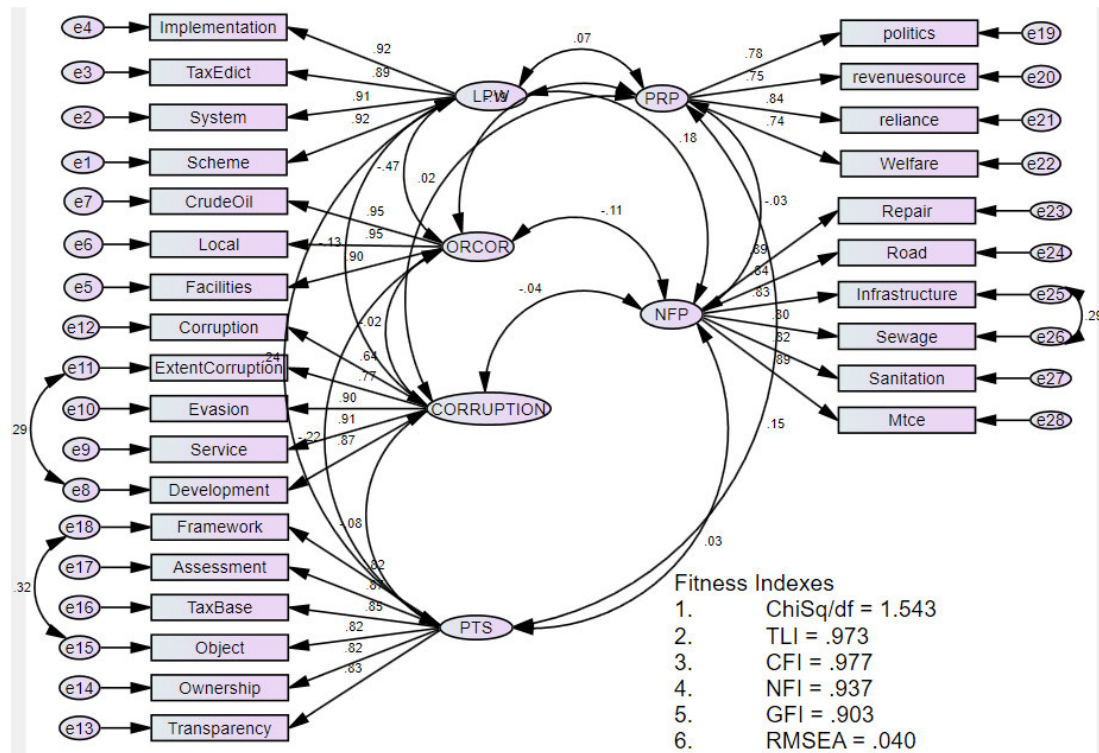 e4 Implementation
e3 TaxEdict
e2 System
e1 Scheme
e7 CrudeOil
e6 Local
e5 Facilities
e12 Corruption
e11 ExtentCorruption
e10 Evasion
e9 Service
e8 Development
e18 Framework
e17 Assessment
e16 TaxBase
e15 Object
e14 Ownership
e13 Transparency
29
.32
.92
.89
.91
.92
.95
.95
.90
.64
.77
.90
.91
.87
.82
.87
.85
.82
.82
.83
LPW
PRP
ORCOR
NFP
CORRUPTION
PTS
.07
-.19
.18
-.47
.02
-.03
-.13
-.11
-.02
-.04
.24
-.22
.15
-.08
.03
.78
.75
.84
.74
.89
.84
.83
.80
.82
.89
politics e19
revenuesource e20
reliance e21
Welfare e22
Repair e23
Road e24
Infrastructure e25
Sewage e26
Sanitation e27
Mtce e28
.29
Fitness Indexes
1. ChiSq/df = 1.543
2. TLI = .973
3. CFI = .977
4. NFI = .937
5. GFI = .903
6. RMSEA = .040